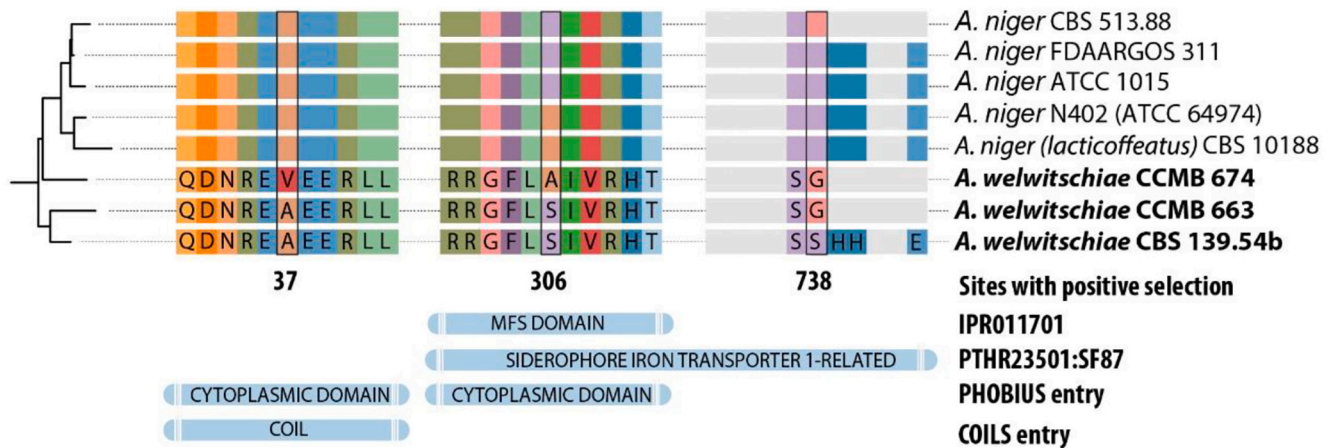 A. niger CBS 513.88
A. niger FDAARGOS 311
A. niger ATCC 1015
A. niger N402 (ATCC 64974)
A. niger (lacticoffeatus) CBS 10188
QDNREVEERLL RRGFLAIVRHT SG A. welwitschiae CCMB 674
QDNREAEERLL RRGFLSIVRHT SG A. welwitschiae CCMB 663
QDNREAEERLL RRGFLSIVRHT SSHH E A. welwitschiae CBS 139.54b
37 306 738 Sites with positive selection
MFS DOMAIN IPR011701
SIDEROPHORE IRON TRANSPORTER 1-RELATED PTHR23501:SF87
CYTOPLASMIC DOMAIN CYTOPLASMIC DOMAIN PHOBIUS entry
COIL COILS entry